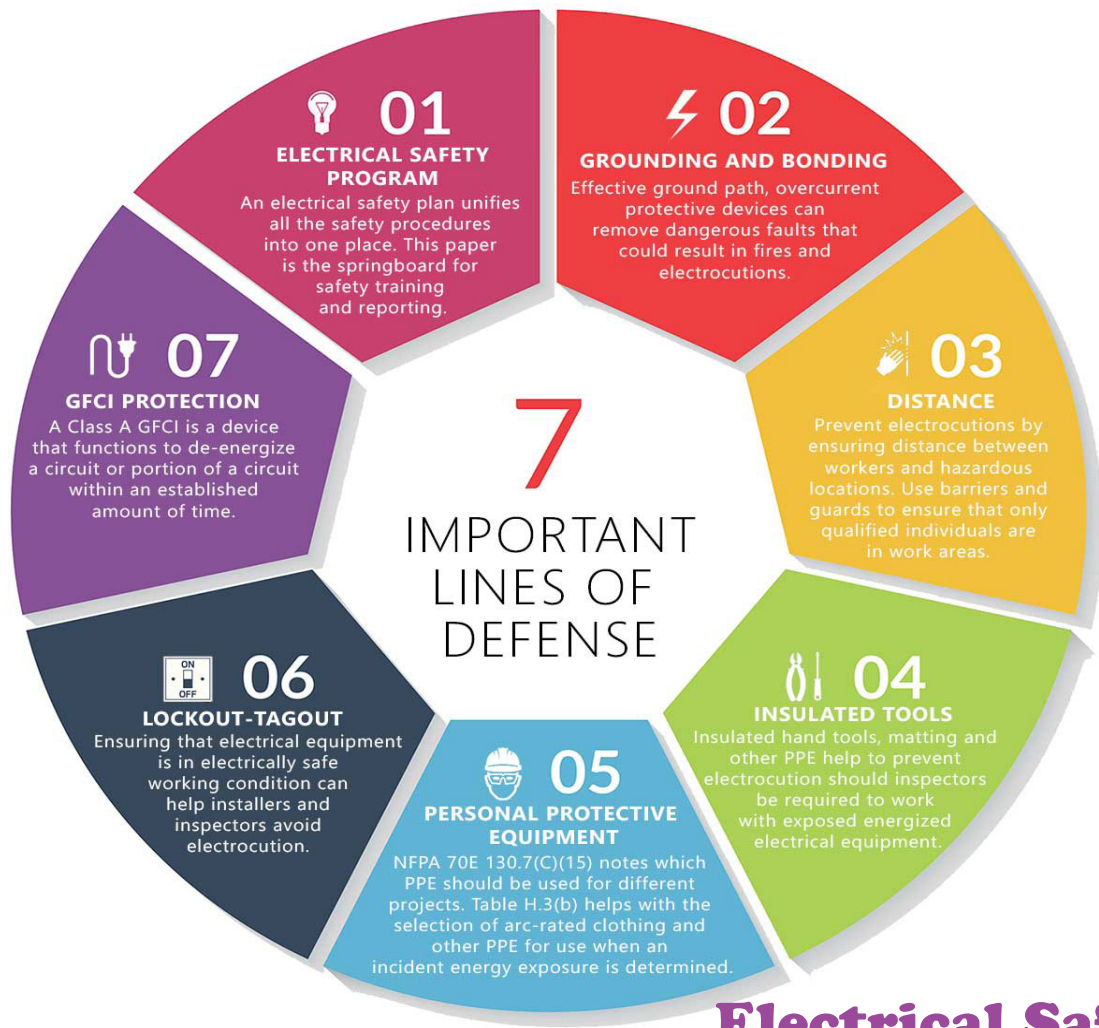 01
ELECTRICAL SAFETY
PROGRAM
An electrical safety plan unifies
all the safety procedures
into one place. This paper
is the springboard for
safety training
and reporting.
02
GROUNDING AND BONDING
Effective ground path, overcurrent
protective devices can
remove dangerous faults that
could result in fires and
electrocutions.
03
DISTANCE
Prevent electrocutions by
ensuring distance between
workers and hazardous
locations. Use barriers and
guards to ensure that only
qualified individuals are
in work areas.
04
INSULATED TOOLS
Insulated hand tools, matting and
other PPE help to prevent
electrocution should inspectors
be required to work
with exposed energized
electrical equipment.
05
PERSONAL PROTECTIVE
EQUIPMENT
NFPA 70E 130.7(C)(15) notes which
PPE should be used for different
projects. Table H.3(b) helps with the
selection of arc-rated clothing and
other PPE for use when an
incident energy exposure is determined.
ON
OFF
06
LOCKOUT-TAGOUT
Ensuring that electrical equipment
is in electrically safe
working condition can
help installers and
inspectors avoid
electrocution.
07
GFCI PROTECTION
A Class A GFCI is a device
that functions to de-energize
a circuit or portion of a circuit
within an established
amount of time.
7
IMPORTANT
LINES OF
DEFENSE
Electrical